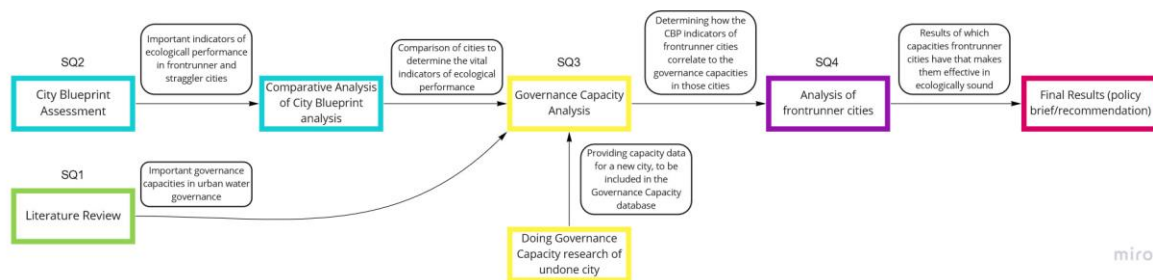 SQ2
City Blueprint
Assessment
Important indicators of
ecologicall performance
in frontrunner and
straggler cities
Comparative Analysis
of City Blueprint
analysis
Comparison of cities to
determine the vital
indicators of ecological
performance
SQ3
Governance Capacity
Analysis
Determining how the
CBP indicators of
frontrunner cities
correlate to the
governance capacities
in those cities
SQ4
Analysis of
frontrunner cities
Results of which
capacities frontrunner
cities have that makes
them effective in
ecologically sound
Final Results (policy
brief/recommendation)
SQ1
Literature Review
Important governance
capacities in urban water
governance
Providing capacity data
for a new city, to be
included in the
Governance Capacity
database
Doing Governance
Capacity research of
undone city
miro